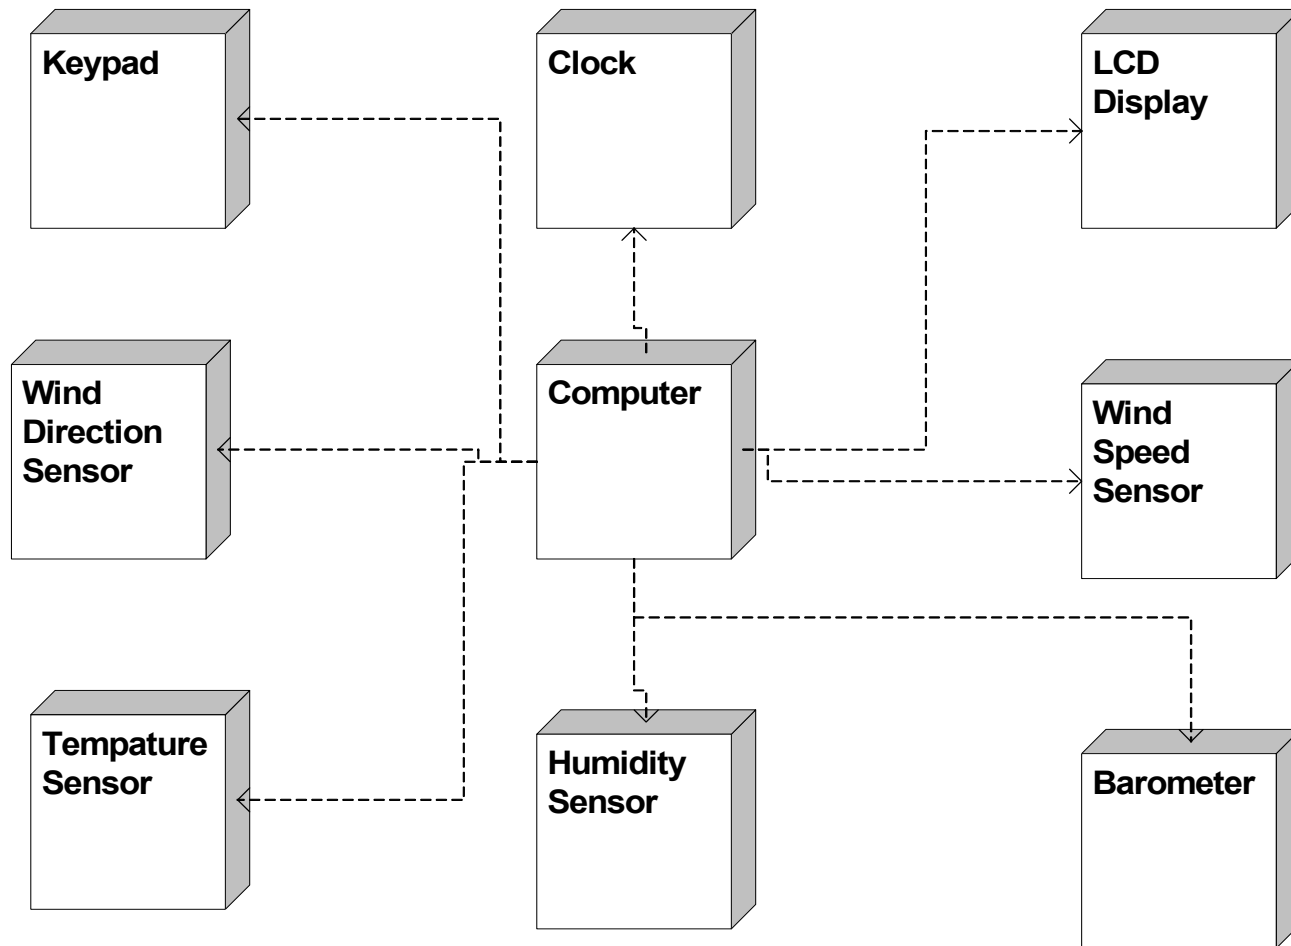 Keypad
Clock
LCD
Display
Wind
Direction
Sensor
Computer
Wind
Speed
Sensor
Tempature
Sensor
Humidity
Sensor
Barometer